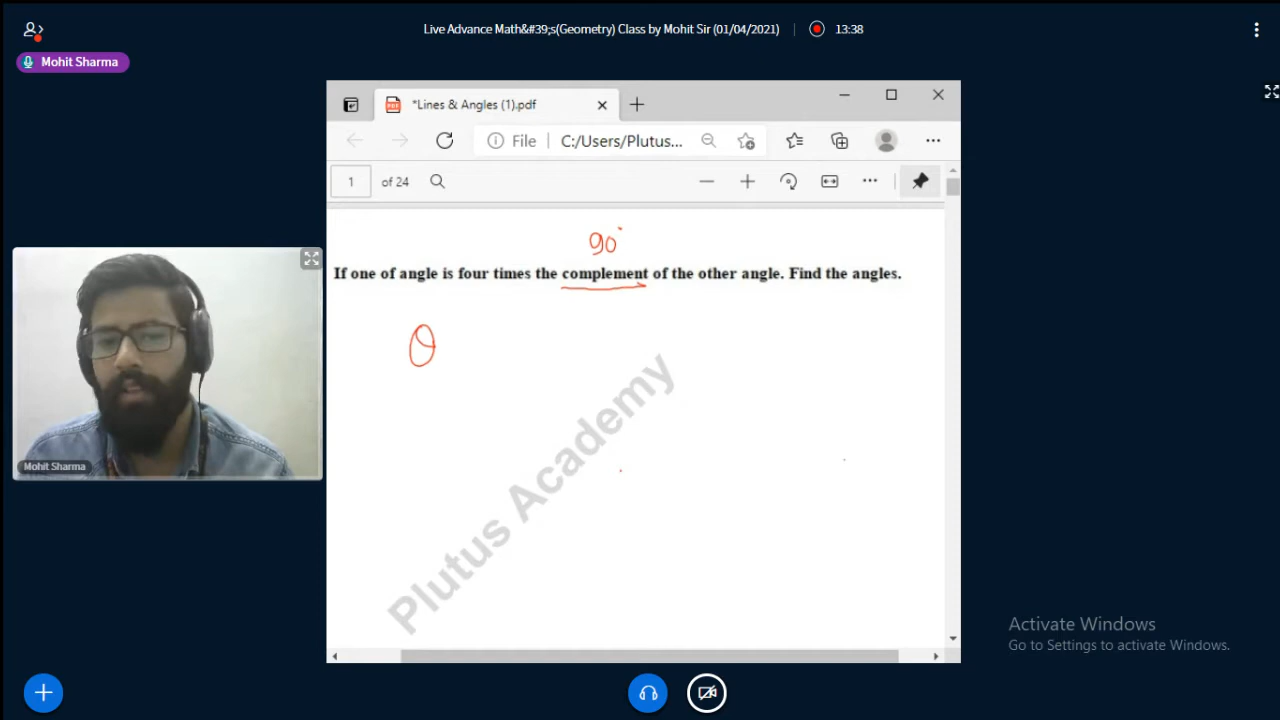 Live Advance Math&#39;s(Geometry) Class by Mohit Sir (01/04/2021)
13:38
Mohit Sharma
*Lines & Angles (1).pdf
File
C:/Users/Plutus...
1 of 24
90°
If one of angle is four times the complement of the other angle. Find the angles.
θ
Plutus Academy
Mohit Sharma
Activate Windows
Go to Settings to activate Windows.